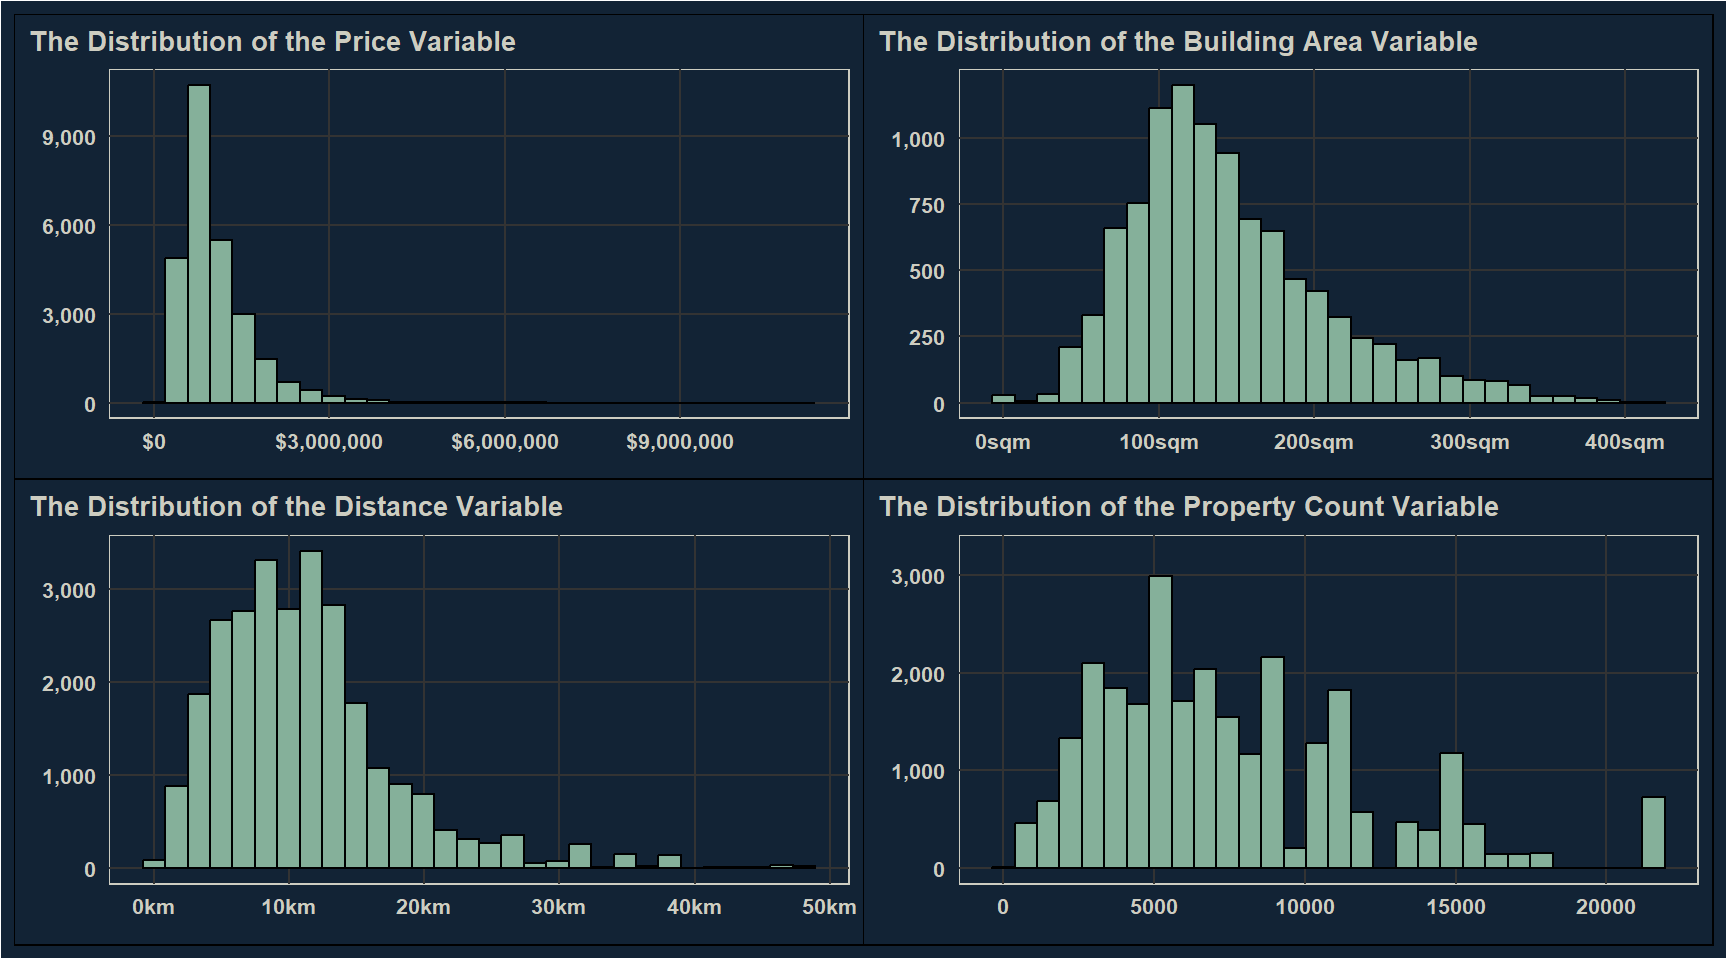 The Distribution of the Price Variable
9,000
6,000
3,000
0
$0 $3,000,000 $6,000,000 $9,000,000
The Distribution of the Building Area Variable
1,000
750
500
250
0
0sqm 100sqm 200sqm 300sqm 400sqm
The Distribution of the Distance Variable
3,000
2,000
1,000
0
0km 10km 20km 30km 40km 50km
The Distribution of the Property Count Variable
3,000
2,000
1,000
0
0 5000 10000 15000 20000